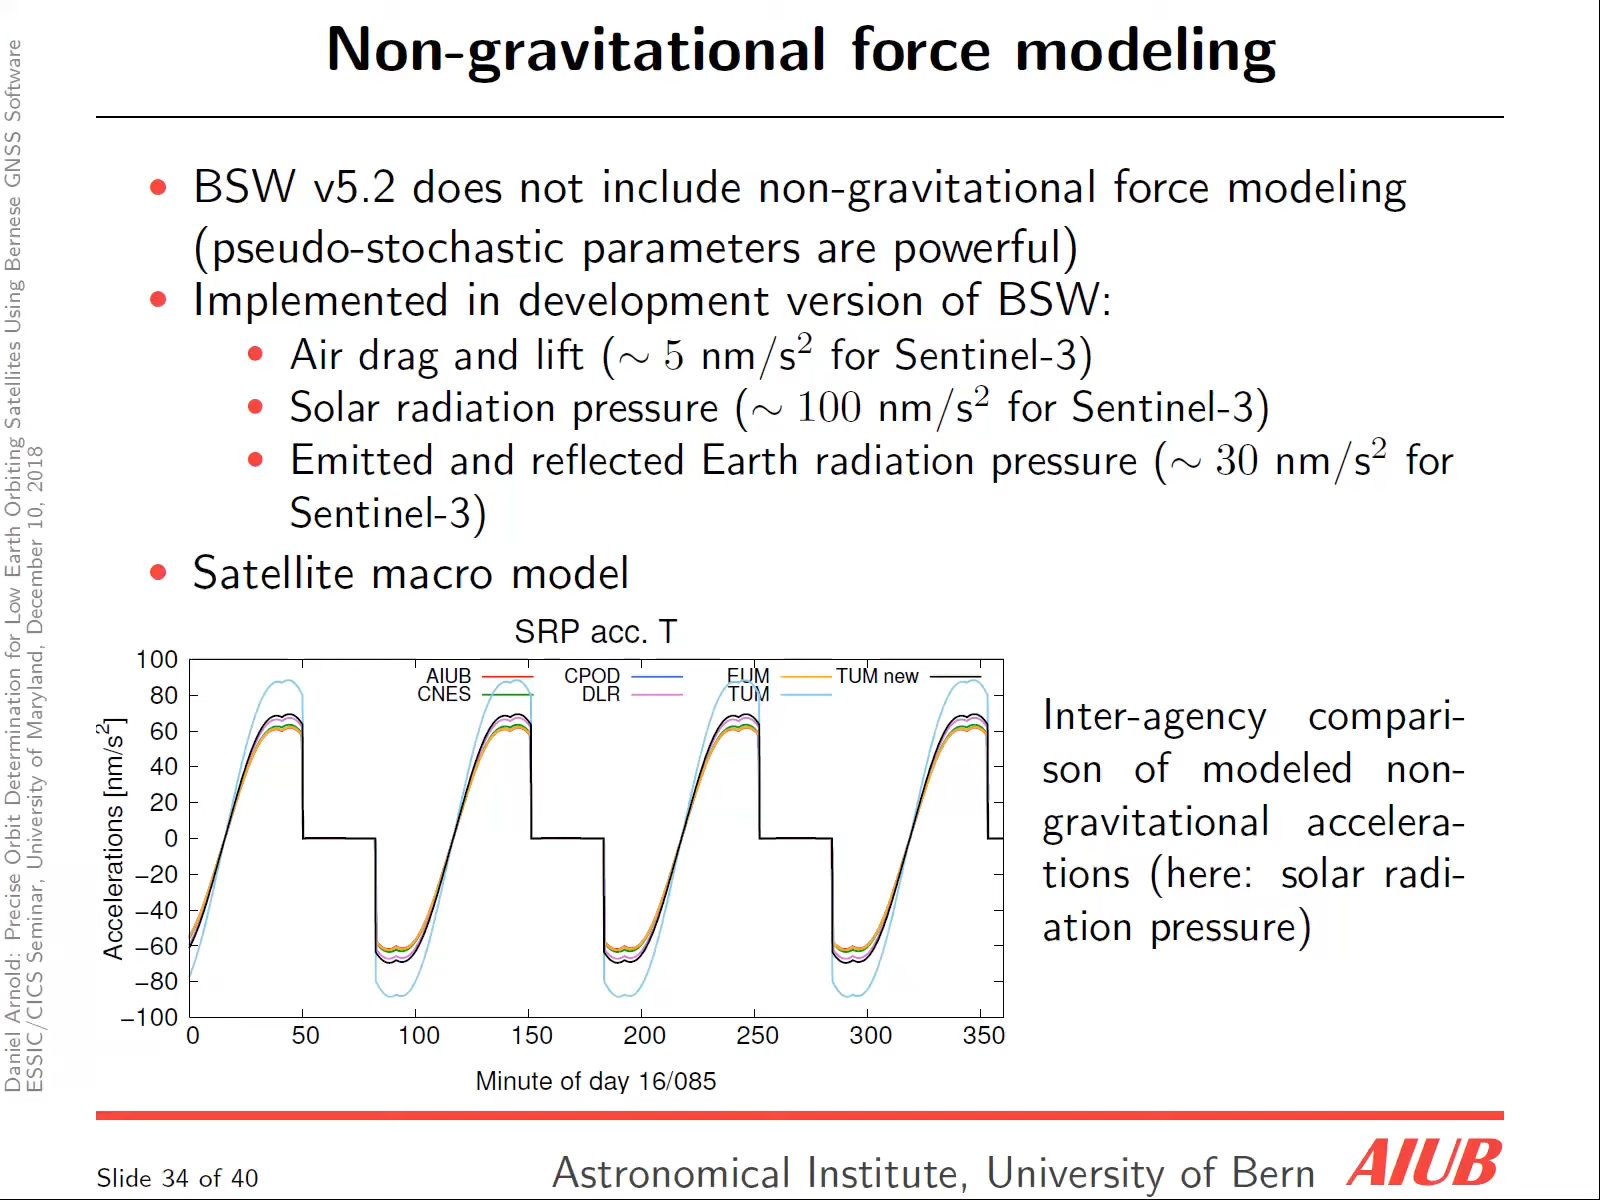 Non-gravitational force modeling
• BSW v5.2 does not include non-gravitational force modeling
(pseudo-stochastic parameters are powerful)
• Implemented in development version of BSW:
• Air drag and lift (∼ 5 nm/s² for Sentinel-3)
• Solar radiation pressure (∼ 100 nm/s² for Sentinel-3)
• Emitted and reflected Earth radiation pressure (∼ 30 nm/s² for
Sentinel-3)
• Satellite macro model
SRP acc. T
AIUB CPOD EUM TUM new
CNES DLR TUM
Accelerations [nm/s²]
100
80
60
40
20
0
−20
−40
−60
−80
−100
0 50 100 150 200 250 300 350
Minute of day 16/085
Inter-agency compari-
son of modeled non-
gravitational accelera-
tions (here: solar radi-
ation pressure)
Daniel Arnold: Precise Orbit Determination for Low Earth Orbiting Satellites Using Bernese GNSS Software
ESSIC/CICS Seminar, University of Maryland, December 10, 2018
Slide 34 of 40
Astronomical Institute, University of Bern
AIUB